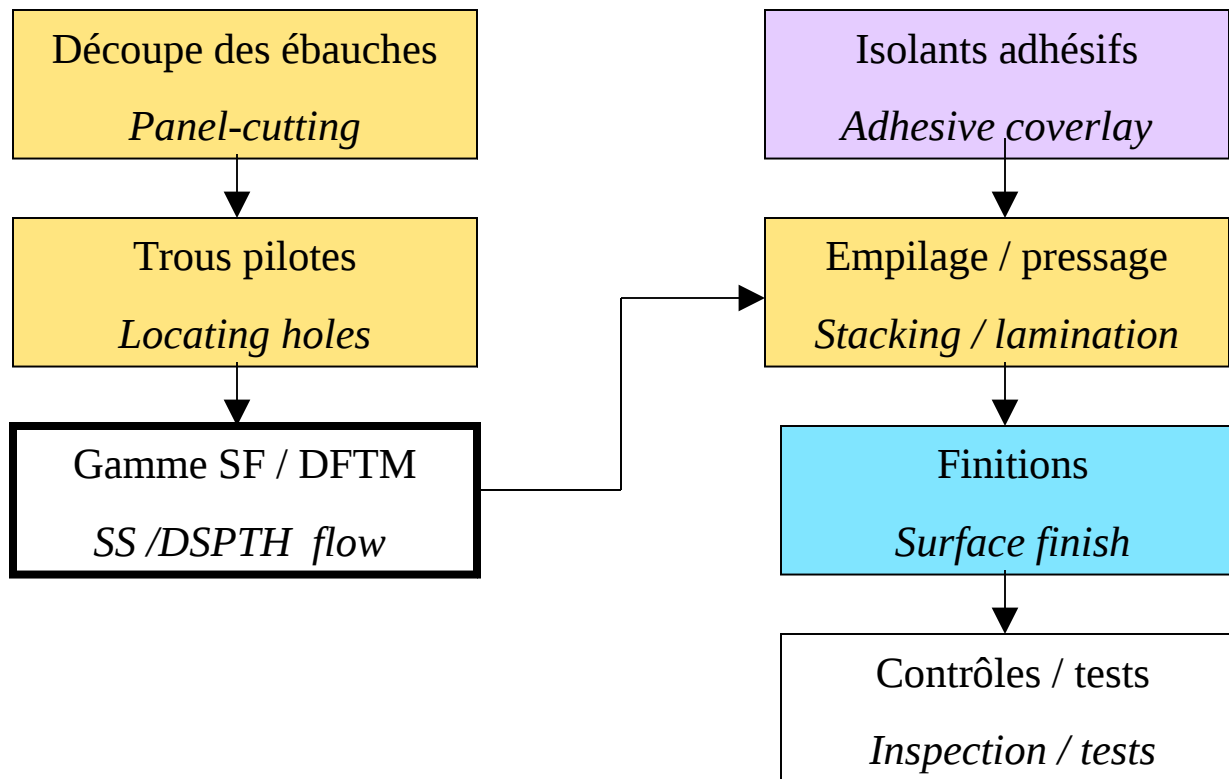 Découpe des ébauches
Panel-cutting
Trous pilotes
Locating holes
Gamme SF / DFTM
SS /DSPTH flow
Isolants adhésifs
Adhesive coverlay
Empilage / pressage
Stacking / lamination
Finitions
Surface finish
Contrôles / tests
Inspection / tests